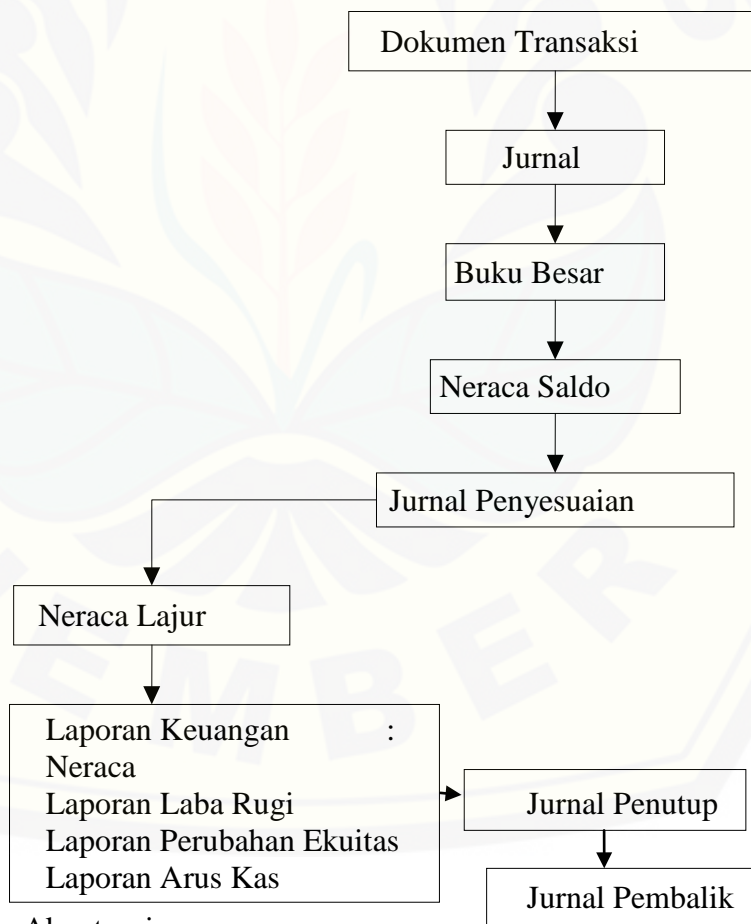 Dokumen Transaksi
Jurnal
Buku Besar
Neraca Saldo
Jurnal Penyesuaian
Neraca Lajur
Laporan Keuangan :
Neraca
Laporan Laba Rugi
Laporan Perubahan Ekuitas
Laporan Arus Kas
Jurnal Penutup
Jurnal Pembalik
EMBER